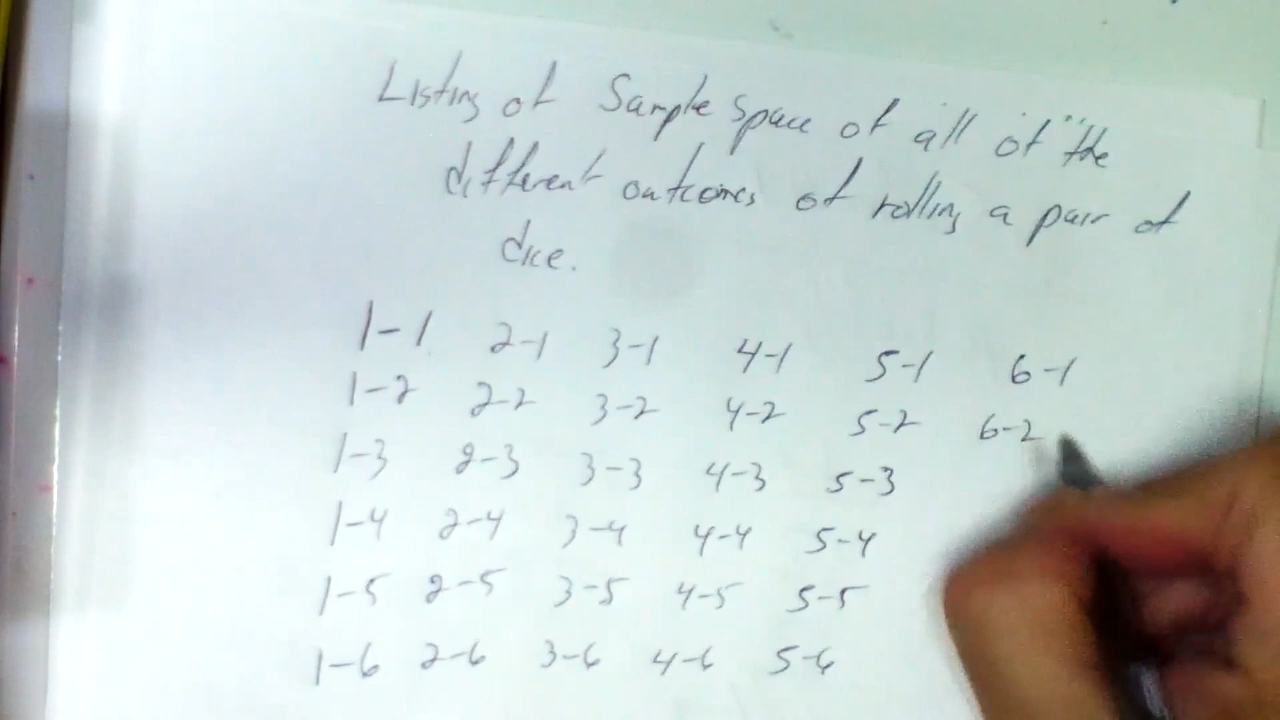 Listing of Sample space of all of "the
different outcomes of rolling a pair of
dice.
1-1 2-1 3-1 4-1 5-1 6-1
1-2 2-2 3-2 4-2 5-2 6-2
1-3 2-3 3-3 4-3 5-3
1-4 2-4 3-4 4-4 5-4
1-5 2-5 3-5 4-5 5-5
1-6 2-6 3-6 4-6 5-6